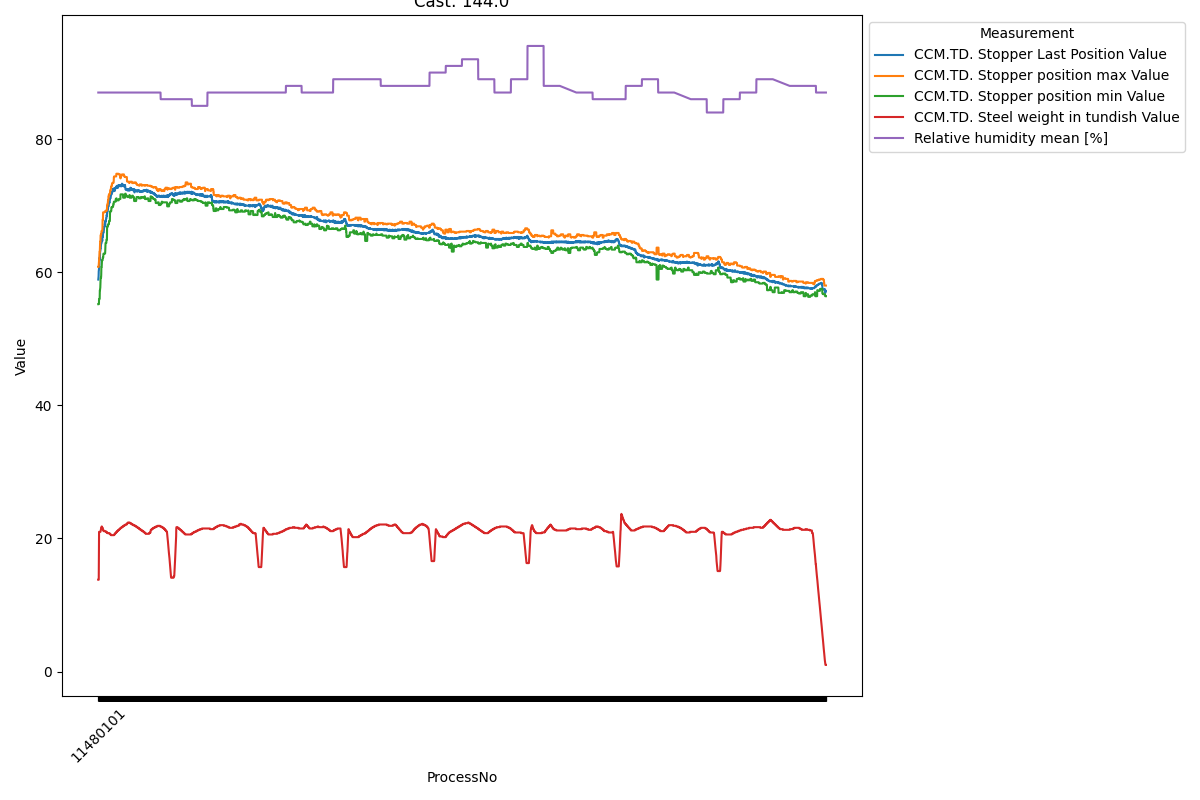 Cast: 144.0
Measurement
CCM.TD. Stopper Last Position Value
CCM.TD. Stopper position max Value
CCM.TD. Stopper position min Value
CCM.TD. Steel weight in tundish Value
Relative humidity mean [%]
80
60
40
20
0
Value
11480101
ProcessNo